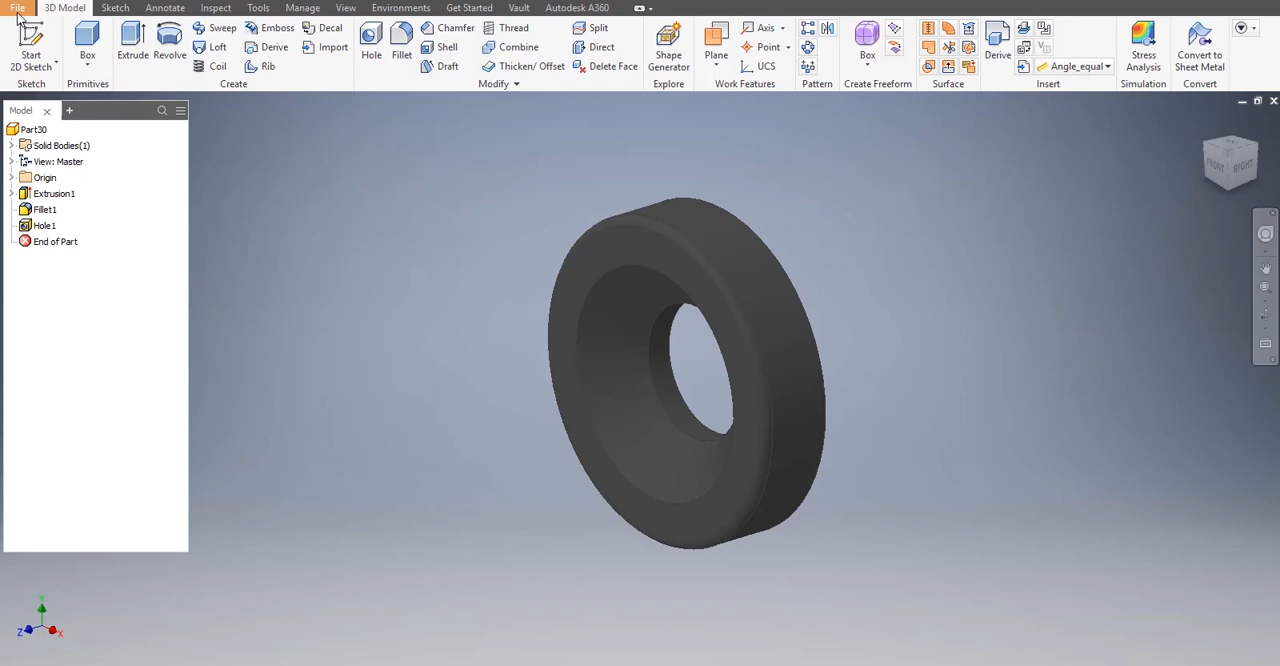 File 3D Model Sketch Annotate Inspect Tools Manage View Environments Get Started Vault Autodesk A360
Start 2D Sketch
Sketch
Box
Primitives
Extrude Revolve
Sweep Emboss Decal
Loft Derive Import
Coil Rib
Create
Hole Fillet
Chamfer Thread Split
Shell Combine Direct
Draft Thicken/ Offset Delete Face
Modify
Shape Generator
Explore
Plane
Axis
Point
UCS
Work Features
Pattern
Box
Create Freeform
Surface
Derive
Angle_equal
Insert
Stress Analysis
Simulation
Convert to Sheet Metal
Convert
Model
Part30
Solid Bodies(1)
View: Master
Origin
Extrusion1
Fillet1
Hole1
End of Part
FRONT RIGHT
Z X